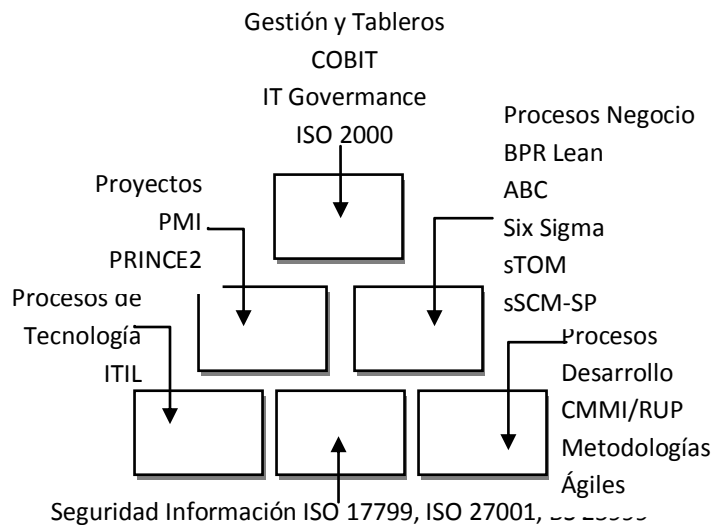 Gestión y Tableros
COBIT
IT Govermance
ISO 2000
Procesos Negocio
BPR Lean
ABC
Six Sigma
sTOM
sSCM-SP
Proyectos
PMI
PRINCE2
Procesos de
Tecnología
ITIL
Procesos
Desarrollo
CMMI/RUP
Metodologías
Ágiles
Seguridad Información ISO 17799, ISO 27001,